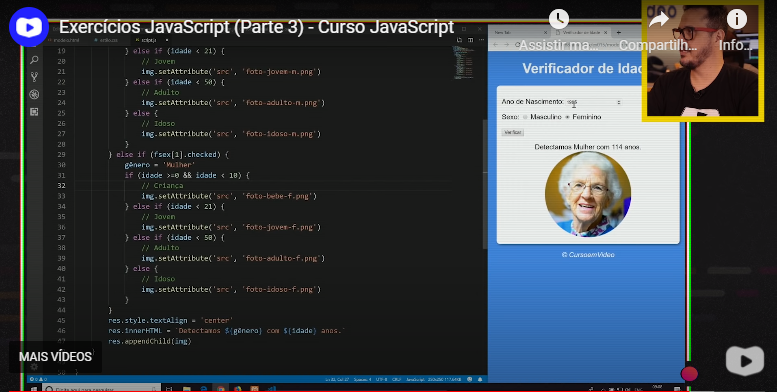 Exercícios JavaScript (Parte 3) - Curso JavaScript
Assistir ma...
Compartilh...
Info...
19 } else if (idade < 21) {
20 // Jovem
21 img.setAttribute('src', 'foto-jovem-m.png')
22 } else if (idade < 50) {
23 // Adulto
24 img.setAttribute('src', 'foto-adulto-m.png')
25 } else {
26 // Idoso
27 img.setAttribute('src', 'foto-idoso-m.png')
28 }
29 } else if (fsex[1].checked) {
30 gênero = 'Mulher'
31 if (idade >=0 && idade < 10) {
32 // Criança
33 img.setAttribute('src', 'foto-bebe-f.png')
34 } else if (idade < 21) {
35 // Jovem
36 img.setAttribute('src', 'foto-jovem-f.png')
37 } else if (idade < 50) {
38 // Adulto
39 img.setAttribute('src', 'foto-adulto-f.png')
40 } else {
41 // Idoso
42 img.setAttribute('src', 'foto-idoso-f.png')
43 }
44 }
45 res.style.textAlign = 'center'
46 res.innerHTML = `Detectamos ${gênero} com ${idade} anos.`
47 res.appendChild(img)
MAIS VÍDEOS
New Tab
Verificador de Idad
Ano de Nascimento:
Sexo: Masculino Feminino
Verificar
Detectamos Mulher com 114 anos.
© CursoemVideo